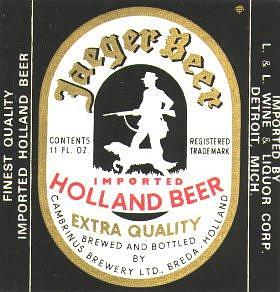 FINEST QUALITY
IMPORTED HOLLAND BEER
Jaeger Beer
CONTENTS
11 FL. OZ
REGISTERED
TRADEMARK
IMPORTED
HOLLAND BEER
EXTRA QUALITY
BREWED AND BOTTLED
BY
CAMBRINUS BREWERY LTD., BREDA, HOLLAND
IMPORTED BY
L. & L. WINE & LIQUOR CORP.
DETROIT, MICH.